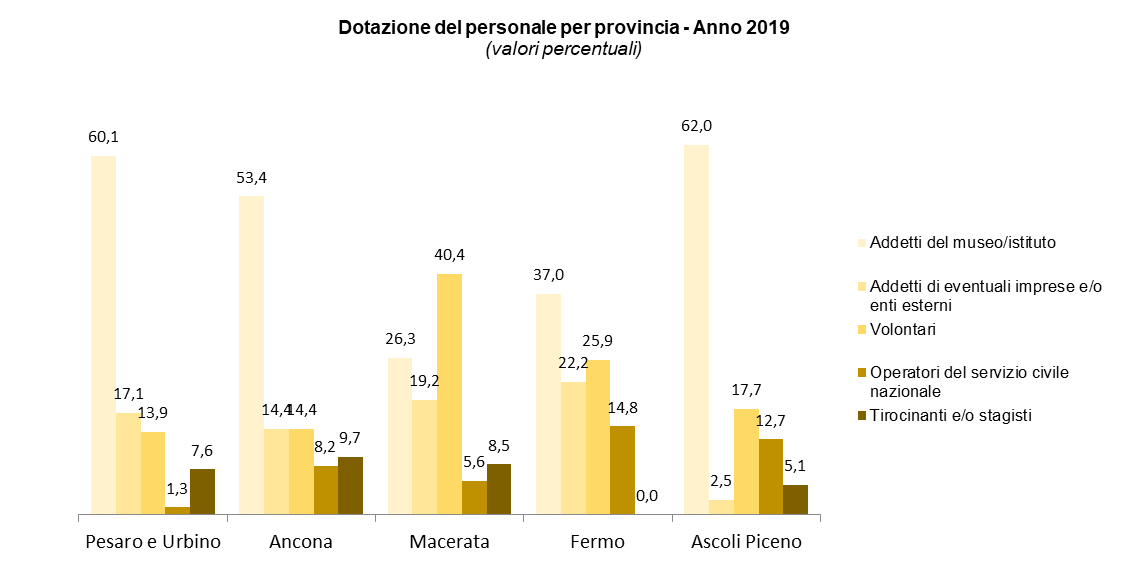 Dotazione del personale per provincia - Anno 2019
(valori percentuali)
60,1
17,1
13,9
1,3
7,6
53,4
14,4
14,4
8,2
9,7
26,3
19,2
40,4
5,6
8,5
37,0
22,2
25,9
14,8
0,0
62,0
2,5
17,7
12,7
5,1
Pesaro e Urbino
Ancona
Macerata
Fermo
Ascoli Piceno
Addetti del museo/istituto
Addetti di eventuali imprese e/o
enti esterni
Volontari
Operatori del servizio civile
nazionale
Tirocinanti e/o stagisti